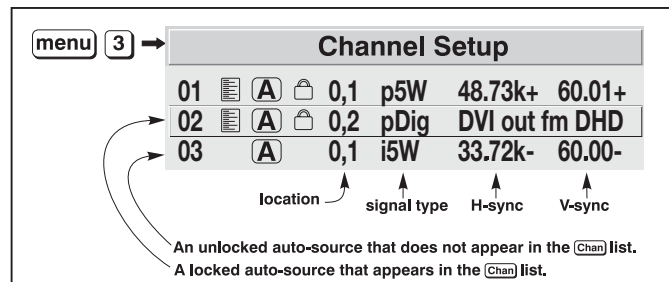 menu 3 Channel Setup
01 A 0,1 p5W 48.73k+ 60.01+
02 A 0,2 pDig DVI out fm DHD
03 A 0,1 i5W 33.72k- 60.00-
location signal type H-sync V-sync
An unlocked auto-source that does not appear in the Chan list.
A locked auto-source that appears in the Chan list.